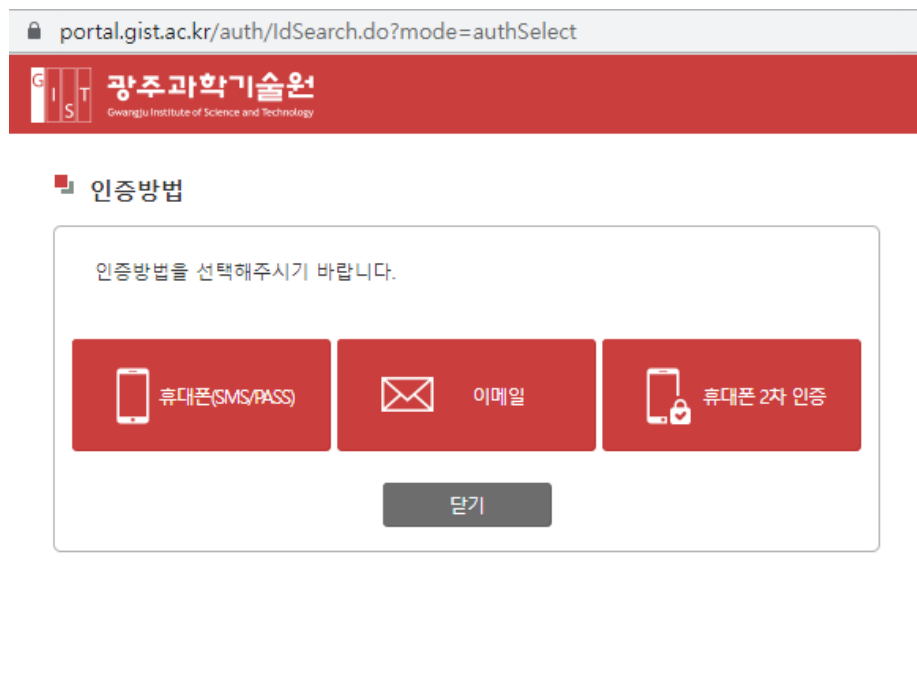 portal.gist.ac.kr/auth/IdSearch.do?mode=authSelect
GIST
광주과학기술원
Gwangju Institute of Science and Technology
인증방법
인증방법을 선택해주시기 바랍니다.
휴대폰(SMS/PASS)
이메일
휴대폰 2차 인증
닫기